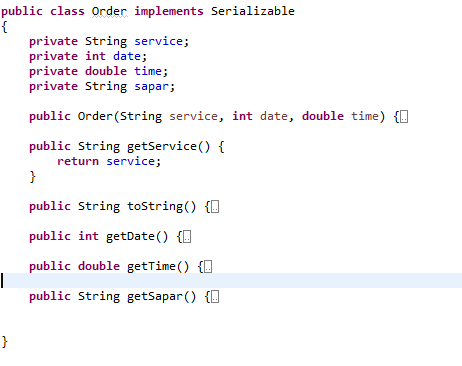 public class Order implements Serializable
{
    private String service;
    private int date;
    private double time;
    private String sapar;
    public Order(String service, int date, double time) {
    public String getService() {
        return service;
    }
    public String toString() {
    public int getDate() {
    public double getTime() {
    public String getSapar() {
}